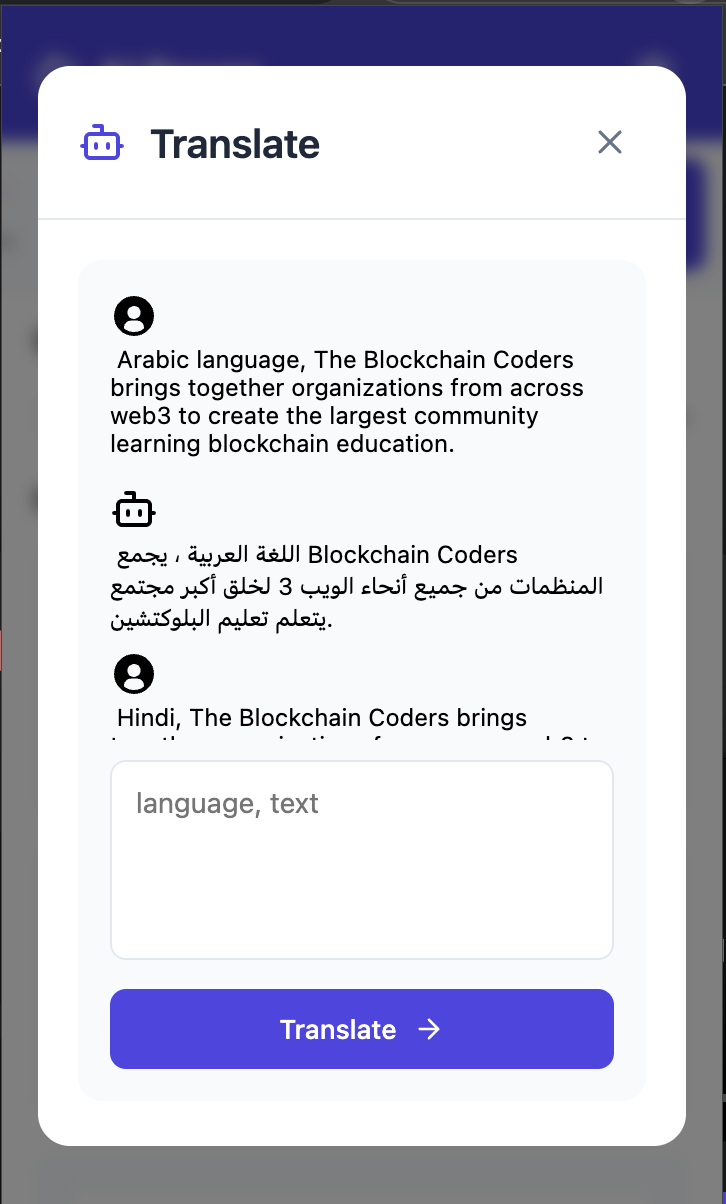 Translate
Arabic language, The Blockchain Coders
brings together organizations from across
web3 to create the largest community
learning blockchain education.
اللغة العربية ، يجمع Blockchain Coders
المنظمات من جميع أنحاء الويب 3 لخلق أكبر مجتمع
يتعلم تعليم البلوكتشين.
Hindi, The Blockchain Coders brings
language, text
Translate